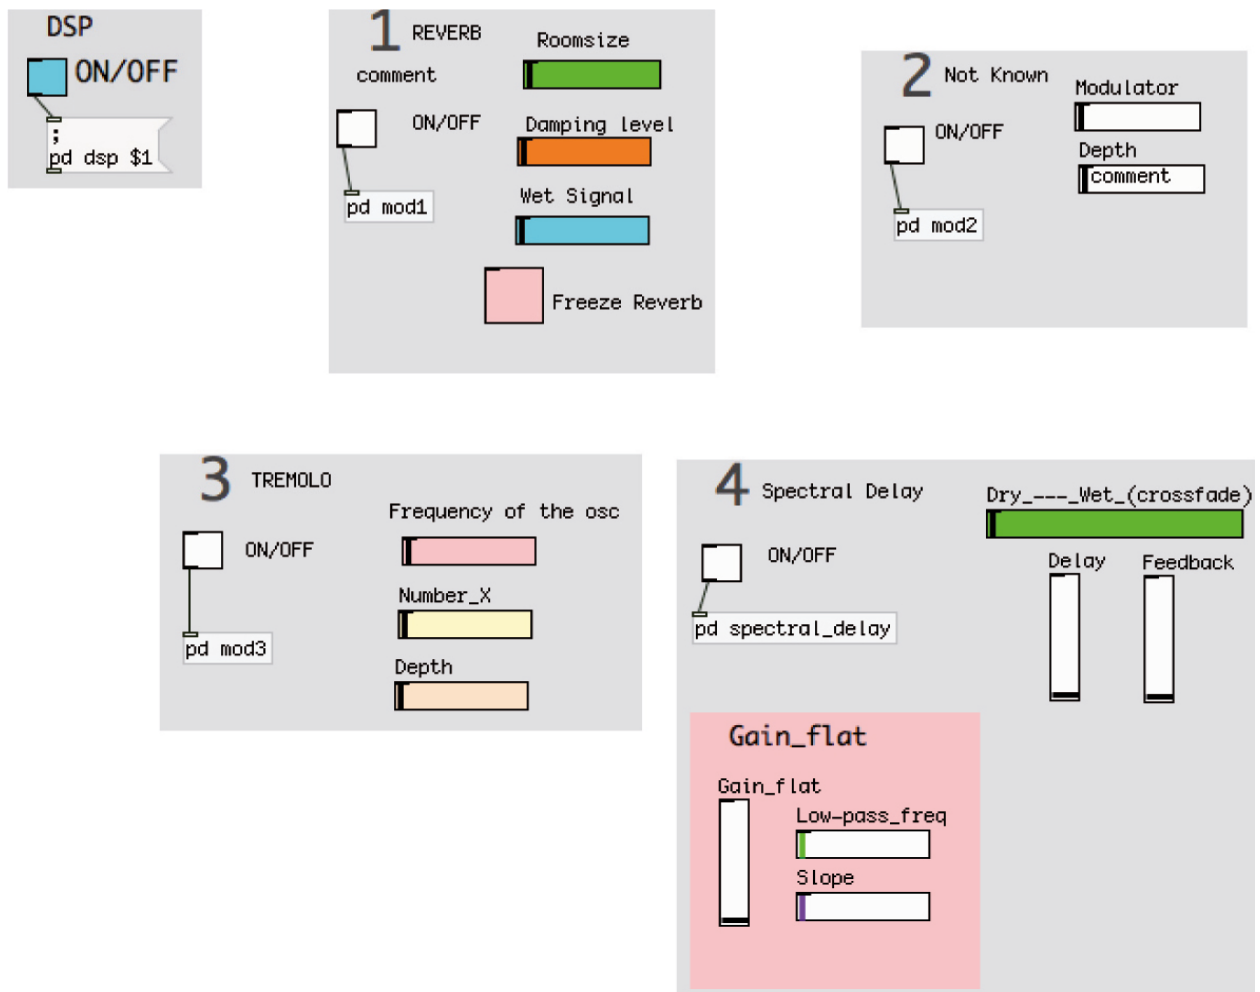 DSP
ON/OFF
;
pd dsp $1
1 REVERB
comment
ON/OFF
pd mod1
Roomsize
Damping level
Wet Signal
Freeze Reverb
2 Not Known
ON/OFF
pd mod2
Modulator
Depth
comment
3 TREMOLO
ON/OFF
pd mod3
Frequency of the osc
Number_X
Depth
4 Spectral Delay
ON/OFF
pd spectral_delay
Dry_---_Wet_(crossfade)
Delay
Feedback
Gain_flat
Gain_flat
Low-pass_freq
Slope